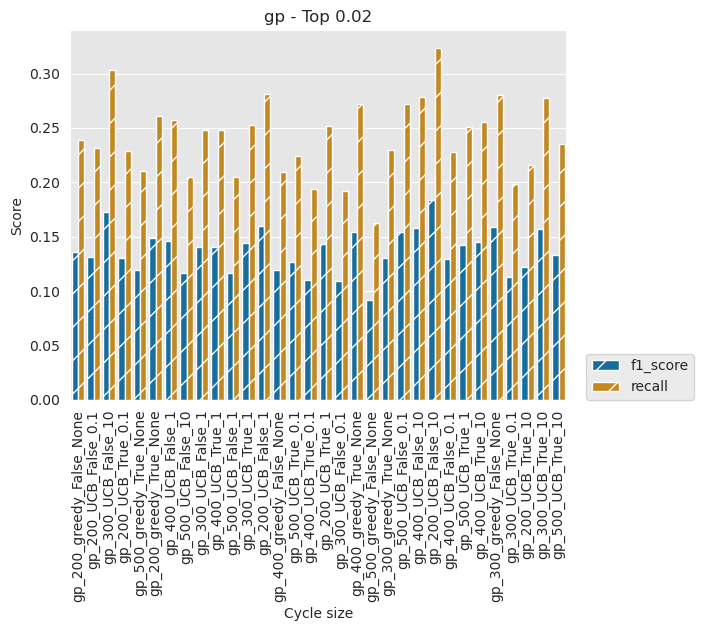 gp - Top 0.02
Score
0.30
0.25
0.20
0.15
0.10
0.05
0.00
f1_score
recall
gp_200_greedy_False_None
gp_200_UCB_False_0.1
gp_300_UCB_False_10
gp_200_UCB_True_0.1
gp_500_greedy_True_None
gp_200_greedy_True_None
gp_400_UCB_False_1
gp_500_UCB_False_10
gp_300_UCB_False_1
gp_400_UCB_True_1
gp_500_UCB_False_1
gp_300_UCB_True_1
gp_200_UCB_False_1
gp_400_greedy_False_None
gp_500_UCB_True_0.1
gp_400_UCB_True_0.1
gp_200_UCB_True_1
gp_300_UCB_False_0.1
gp_400_greedy_True_None
gp_500_greedy_False_None
gp_300_greedy_True_None
gp_500_UCB_False_0.1
gp_400_UCB_False_10
gp_200_UCB_False_10
gp_400_UCB_False_0.1
gp_500_UCB_True_1
gp_400_UCB_True_10
gp_300_greedy_False_None
gp_300_UCB_True_0.1
gp_200_UCB_True_10
gp_300_UCB_True_10
gp_500_UCB_True_10
Cycle size